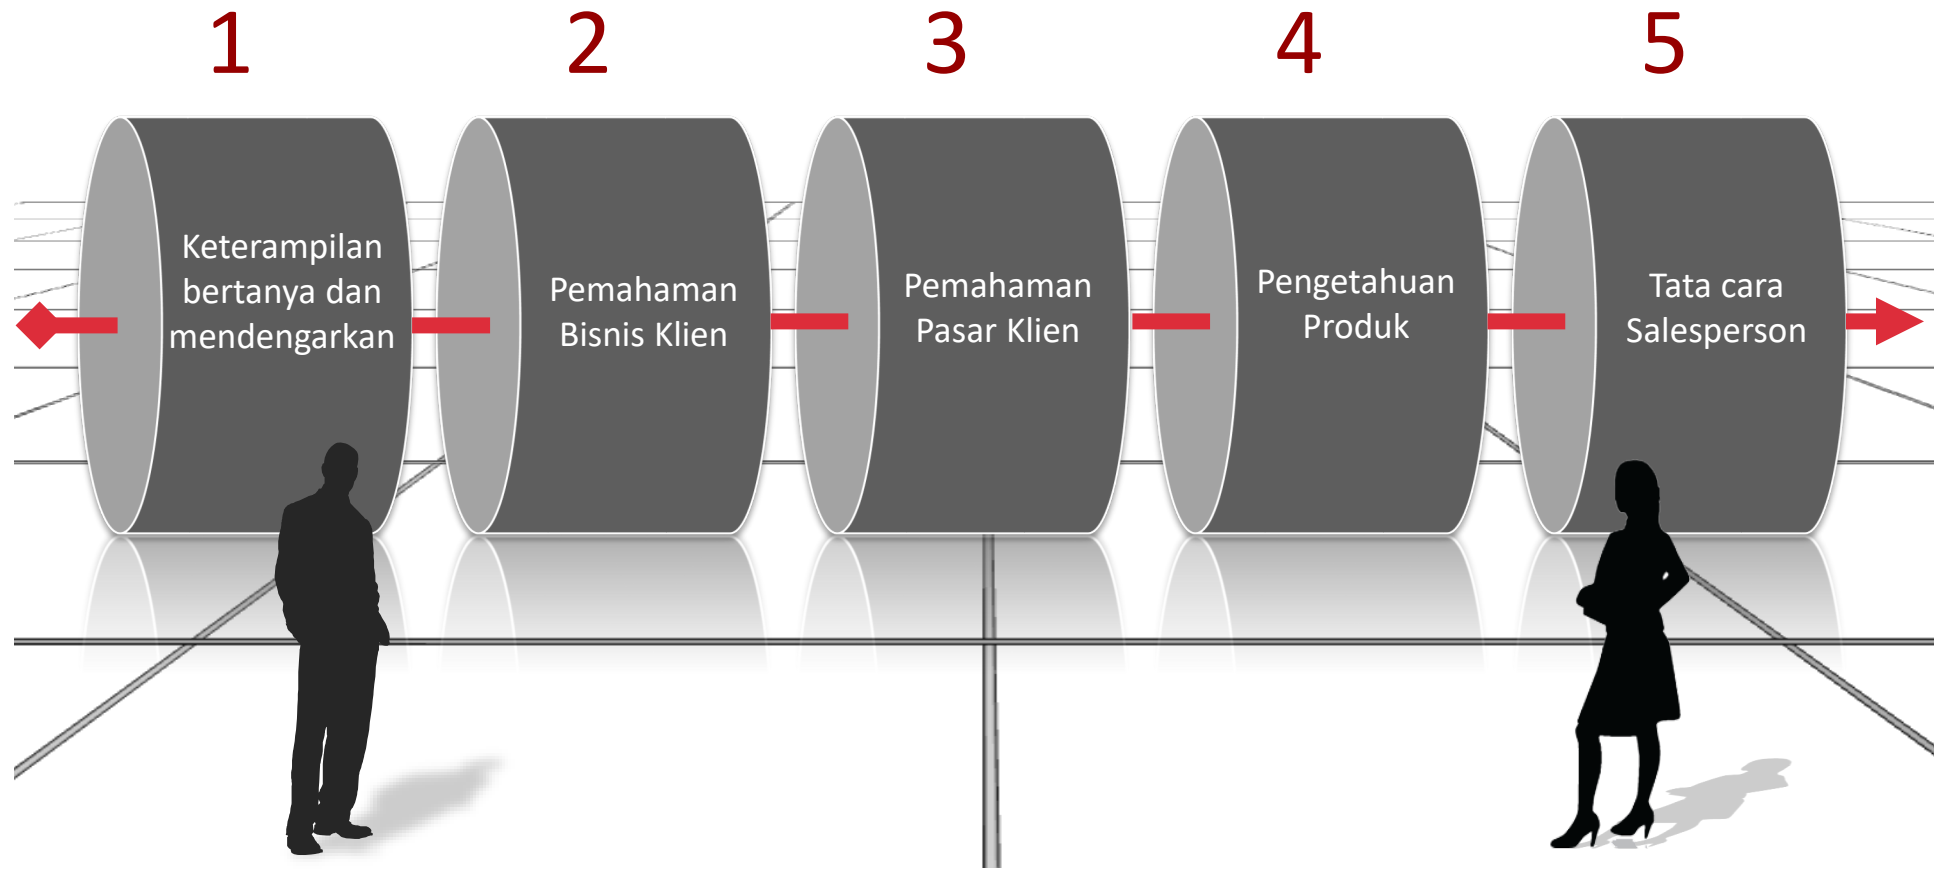 1
2
3
4
5
Keterampilan
bertanya dan
mendengarkan
Pemahaman
Bisnis Klien
Pemahaman
Pasar Klien
Pengetahuan
Produk
Tata cara
Salesperson